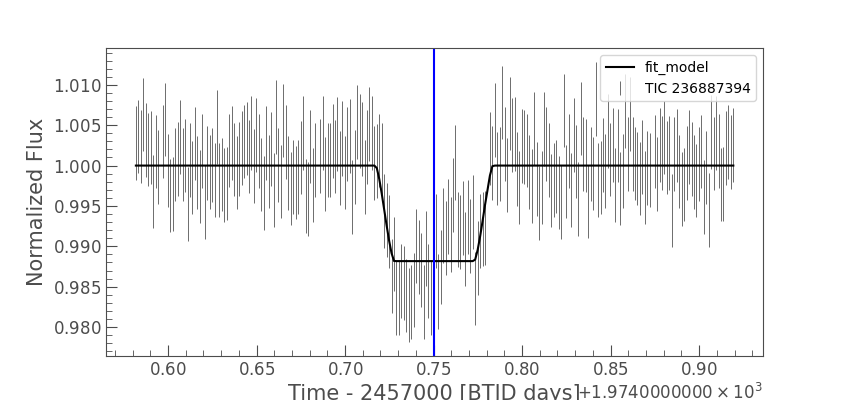 fit_model
TIC 236887394
1.010
1.005
1.000
0.995
0.990
0.985
0.980
Normalized Flux
0.60 0.65 0.70 0.75 0.80 0.85 0.90
Time - 2457000 [BTJD days]
+1.9740000000 × 10³